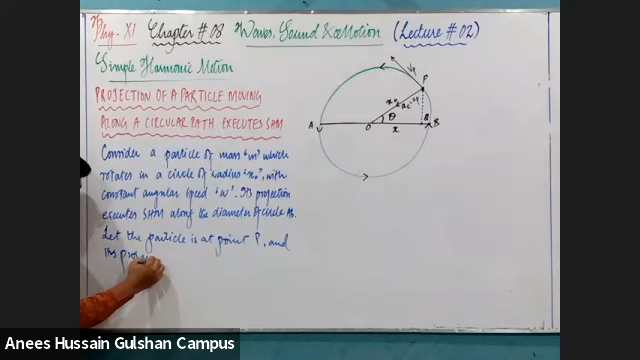 Phy-XI Chapter # 08 Waves, Sound & Motion (Lecture # 02)
Simple Harmonic Motion
PROJECTION OF A PARTICLE MOVING
ALONG A CIRCULAR PATH EXECUTES SHM
Consider a particle of mass 'm' which
rotates in a circle of radius 'x₀', with
constant angular speed 'ω'. Its projection
executes SHM along the diameter of circle AB.
Let the particle is at point P, and
its
A
O
x
Q
B
P
x₀
θ
Anees Hussain Gulshan Campus